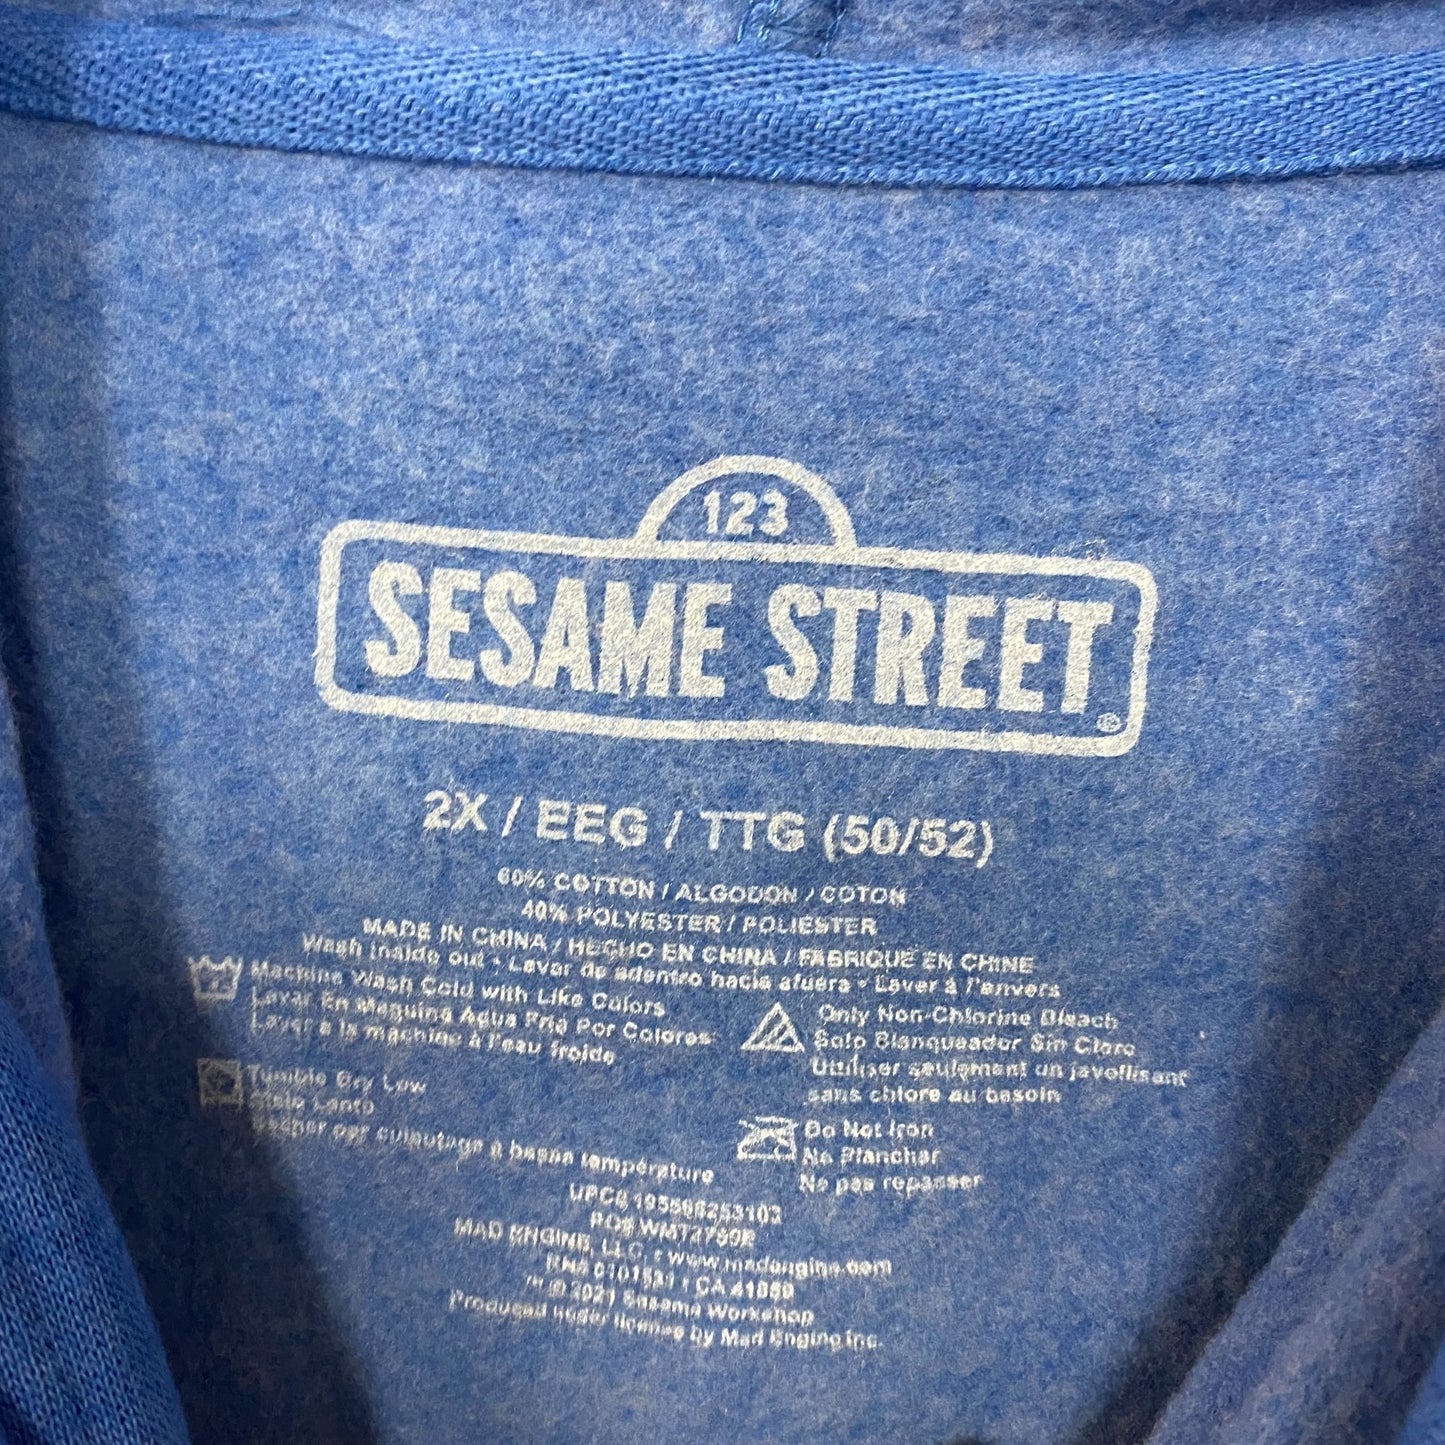 123
SESAME STREET ®
2X / EEG / TTG (50/52)
60% COTTON / ALGODON / COTON
40% POLYESTER / POLIESTER
MADE IN CHINA / HECHO EN CHINA / FABRIQUE EN CHINE
Wash inside out • Lavar de adentro hacia afuera • Laver à l'envers
Machine Wash Cold with Like Colors
Lavar En Maquina Agua Fria Por Colores
Laver a la machine à l'eau froide
Only Non-Chlorine Bleach
Solo Blanqueador Sin Cloro
Utiliser seulement un javellisant
sans chlore au besoin
Tumble Dry Low
Ciclo Lento
Sécher par culbutage à basse température
Do Not Iron
No Planchar
Ne pas repasser
MAD ENGINE, LLC. • www.madengine.com
© 2021 Sesame Workshop
Produced under license by Mad Engine Inc.